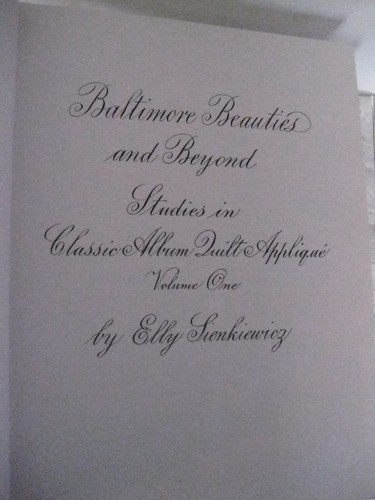 Baltimore Beauties
and Beyond
Studies in
Classic Album Quilt Appliqué
Volume One
by Elly Sienkiewicz